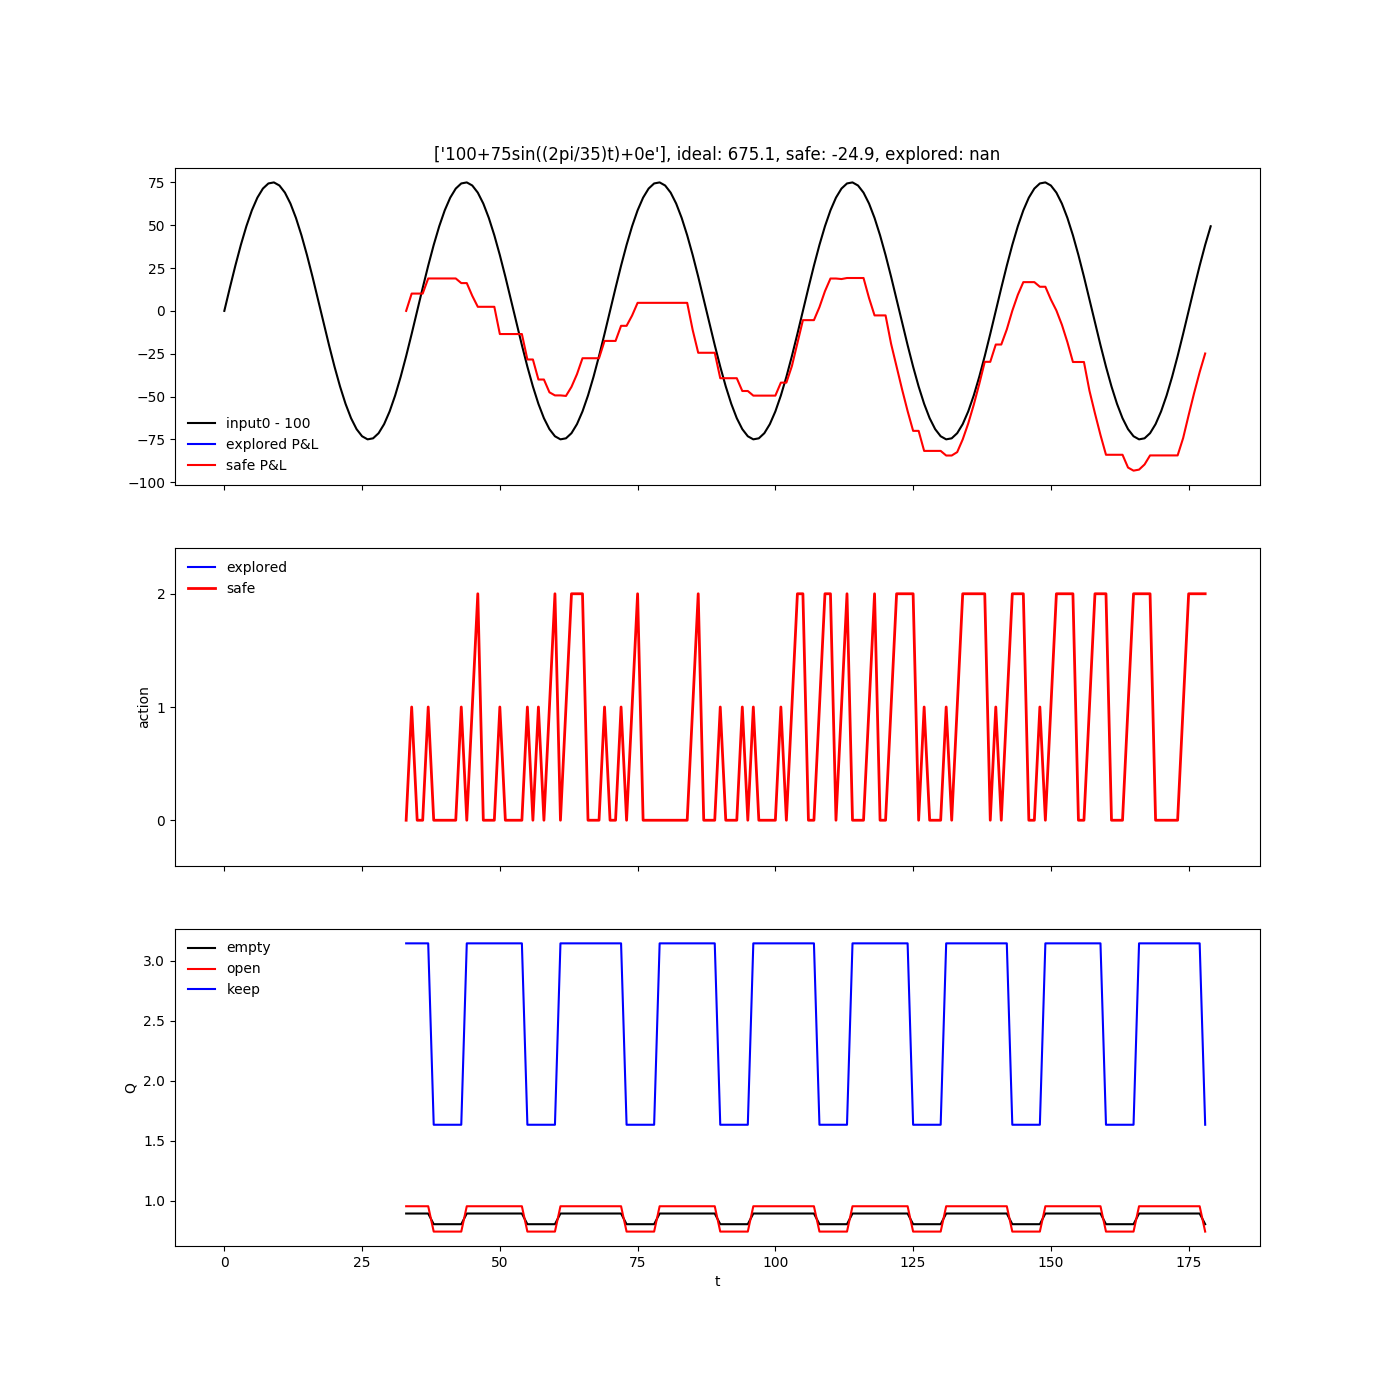 ['100+75sin((2pi/35)t)+0e'], ideal: 675.1, safe: -24.9, explored: nan
75
50
25
0
−25
−50
−75
−100
input0 - 100
explored P&L
safe P&L
explored
safe
2
1
0
action
empty
open
keep
3.0
2.5
2.0
1.5
1.0
Q
0 25 50 75 100 125 150 175
t